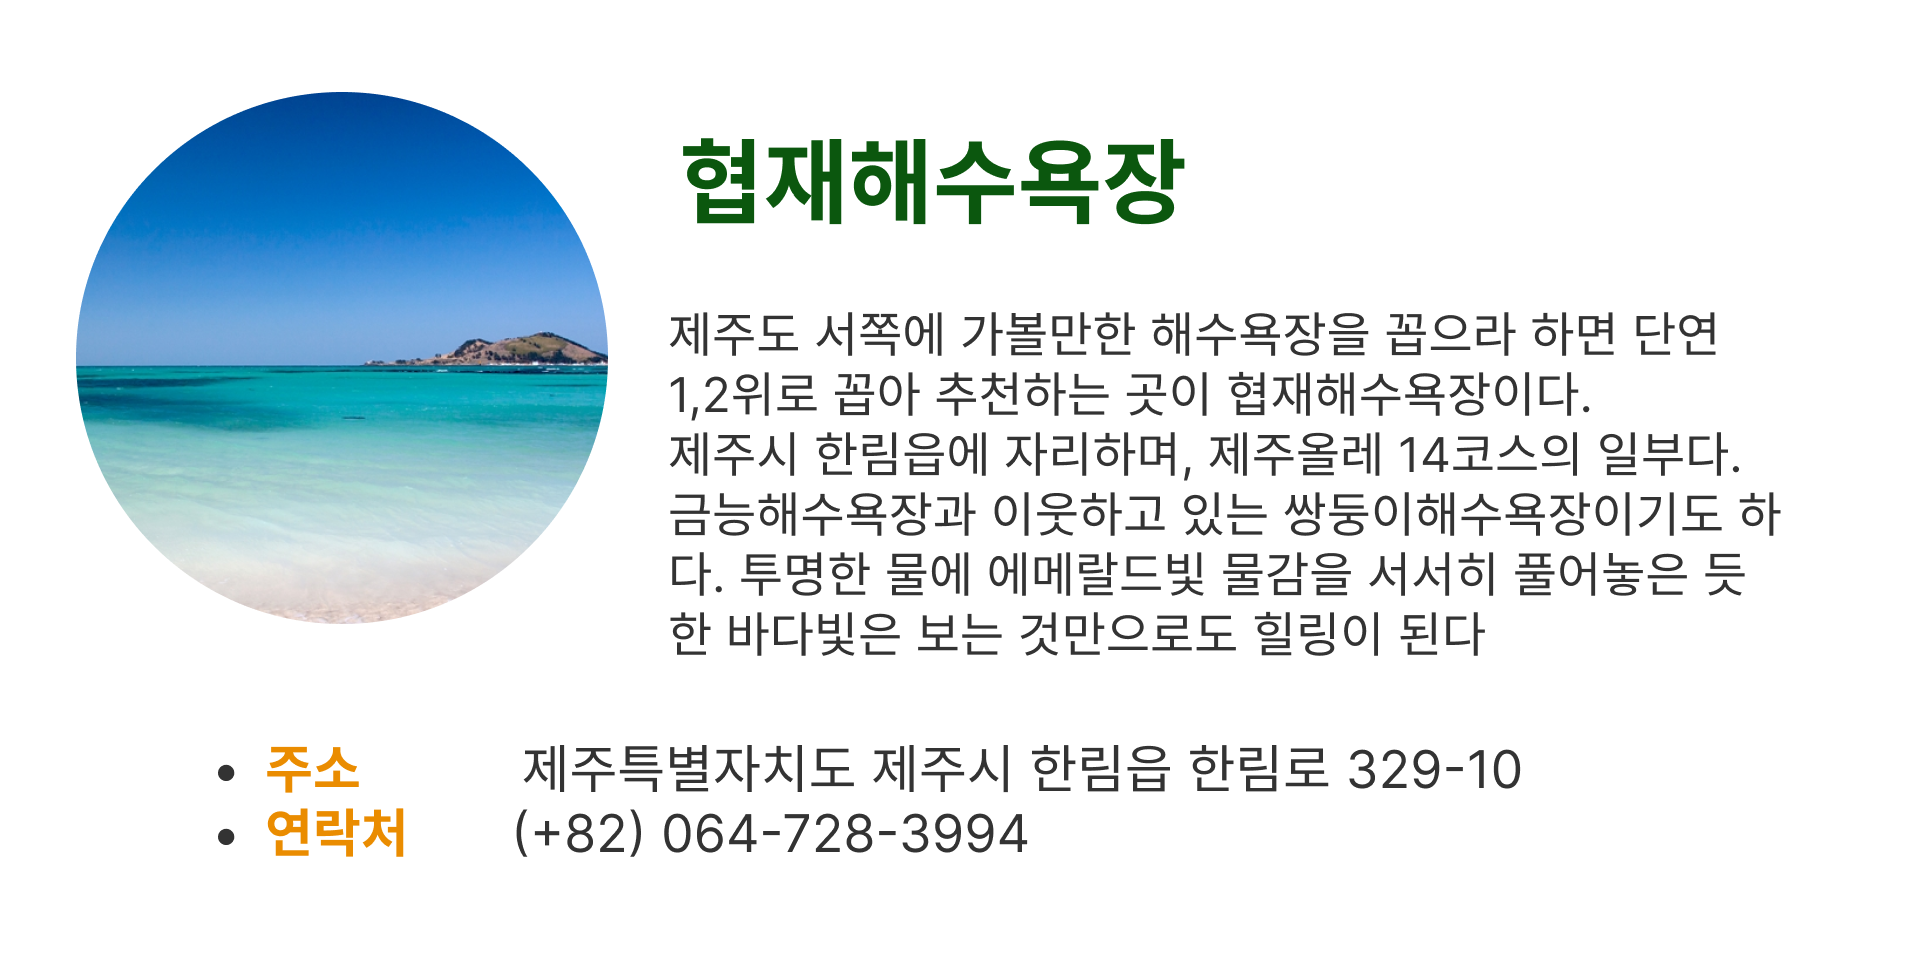 협재해수욕장
제주도 서쪽에 가볼만한 해수욕장을 꼽으라 하면 단연
1,2위로 꼽아 추천하는 곳이 협재해수욕장이다.
제주시 한림읍에 자리하며, 제주올레 14코스의 일부다.
금능해수욕장과 이웃하고 있는 쌍둥이해수욕장이기도 하
다. 투명한 물에 에메랄드빛 물감을 서서히 풀어놓은 듯
한 바다빛은 보는 것만으로도 힐링이 된다
• 주소 제주특별자치도 제주시 한림읍 한림로 329-10
• 연락처 (+82) 064-728-3994